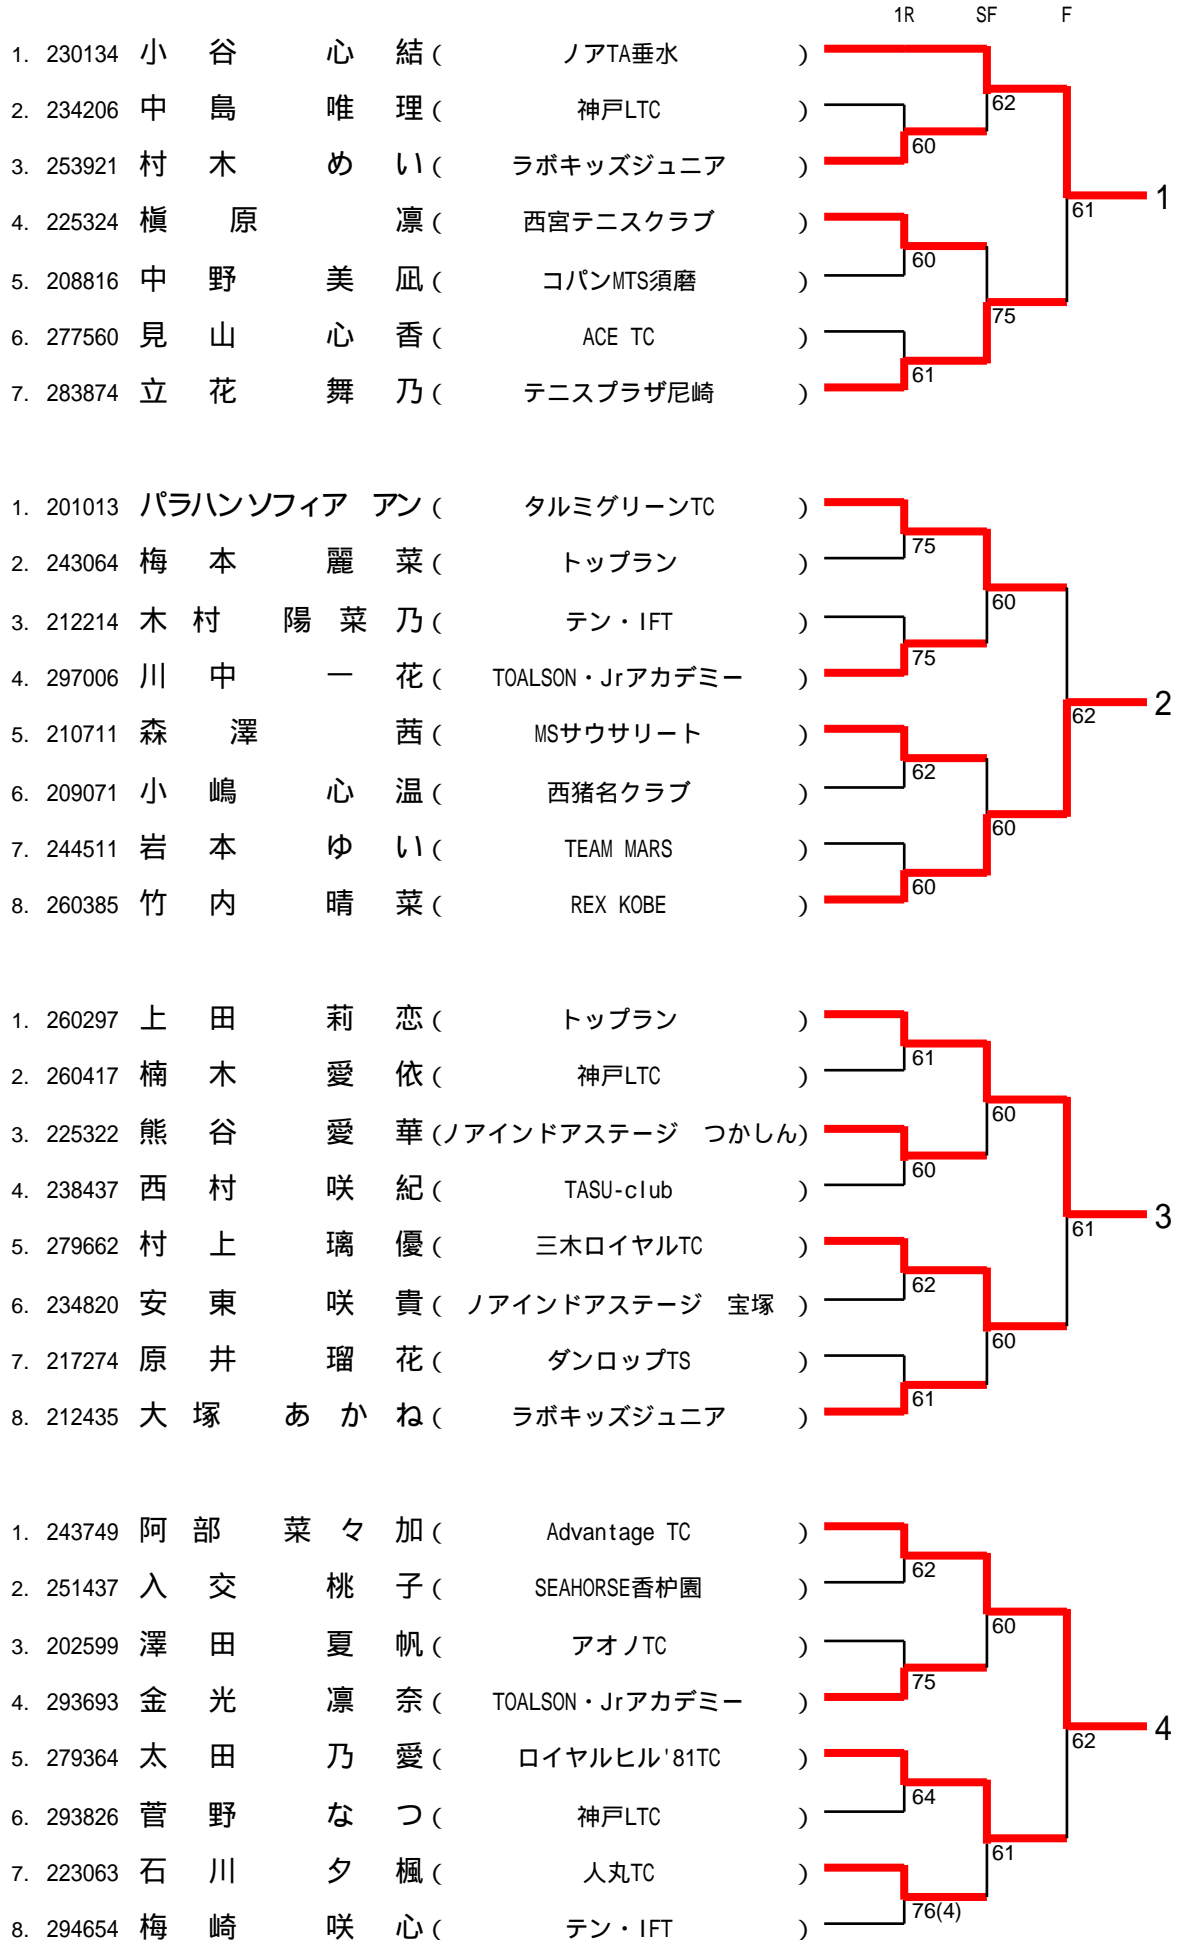 1R SF F
1. 230134 小 谷 心 結 ( ノアTA垂水 )
62
2. 234206 中 島 唯 理 ( 神戸LTC )
60
3. 253921 村 木 め い ( ラボキッズジュニア )
61 1
4. 225324 槇 原 凛 ( 西宮テニスクラブ )
60
5. 208816 中 野 美 凪 ( コパンMTS須磨 )
75
6. 277560 見 山 心 香 ( ACE TC )
61
7. 283874 立 花 舞 乃 ( テニスプラザ尼崎 )
1. 201013 パラハンソフィア アン ( タルミグリーンTC )
75
2. 243064 梅 本 麗 菜 ( トップラン )
60
3. 212214 木 村 陽 菜 乃 ( テン・IFT )
75
4. 297006 川 中 一 花 ( TOALSON・Jrアカデミー )
62 2
5. 210711 森 澤 茜 ( MSサウサリート )
62
6. 209071 小 嶋 心 温 ( 西猪名クラブ )
60
7. 244511 岩 本 ゆ い ( TEAM MARS )
60
8. 260385 竹 内 晴 菜 ( REX KOBE )
1. 260297 上 田 莉 恋 ( トップラン )
61
2. 260417 楠 木 愛 依 ( 神戸LTC )
60
3. 225322 熊 谷 愛 華 (ノアインドアステージ つかしん)
60
4. 238437 西 村 咲 紀 ( TASU-club )
61 3
5. 279662 村 上 璃 優 ( 三木ロイヤルTC )
62
6. 234820 安 東 咲 貴 ( ノアインドアステージ 宝塚 )
60
7. 217274 原 井 瑠 花 ( ダンロップTS )
61
8. 212435 大 塚 あ か ね ( ラボキッズジュニア )
1. 243749 阿 部 菜 々 加 ( Advantage TC )
62
2. 251437 入 交 桃 子 ( SEAHORSE香枦園 )
60
3. 202599 澤 田 夏 帆 ( アオノTC )
75
4. 293693 金 光 凛 奈 ( TOALSON・Jrアカデミー )
62 4
5. 279364 太 田 乃 愛 ( ロイヤルヒル'81TC )
64
6. 293826 菅 野 な つ ( 神戸LTC )
61
7. 223063 石 川 夕 楓 ( 人丸TC )
76(4)
8. 294654 梅 崎 咲 心 ( テン・IFT )